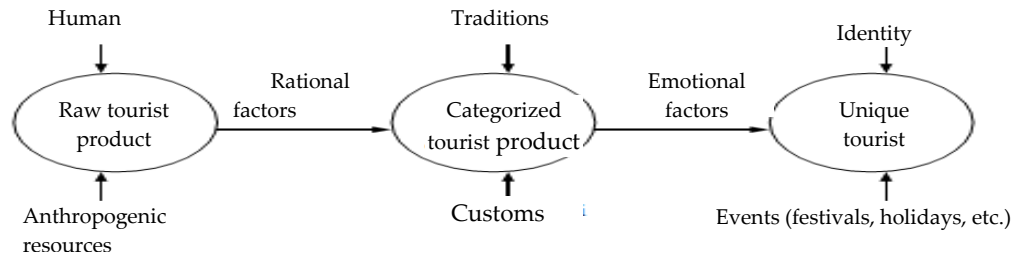 Human
Traditions
Identity
Rational
factors
Emotional
factors
Raw tourist
product
Categorized
tourist product
Unique
tourist
Anthropogenic
resources
Customs
i
Events (festivals, holidays, etc.)